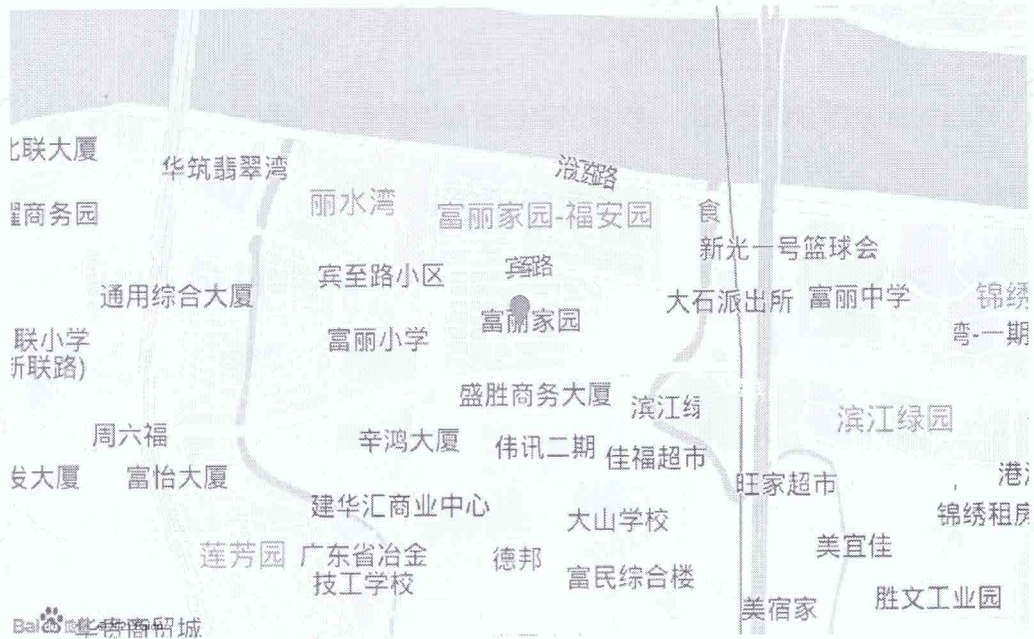 联大厦
华筑翡翠湾
丽水湾
富丽家园-福安园
食
商务园
新光一号篮球会
宾至路小区
通用综合大厦
大石派出所
富丽中学
锦绣
湾-一期
富丽家园
联小学
新联路)
富丽小学
盛胜商务大厦
滨江绿
滨江绿园
周六福
辛鸿大厦
伟讯二期
佳福超市
发大厦
富怡大厦
旺家超市
港
建华汇商业中心
大山学校
锦绣租房
美宜佳
莲芳园
广东省冶金
技工学校
德邦
富民综合楼
胜文工业园
美宿家